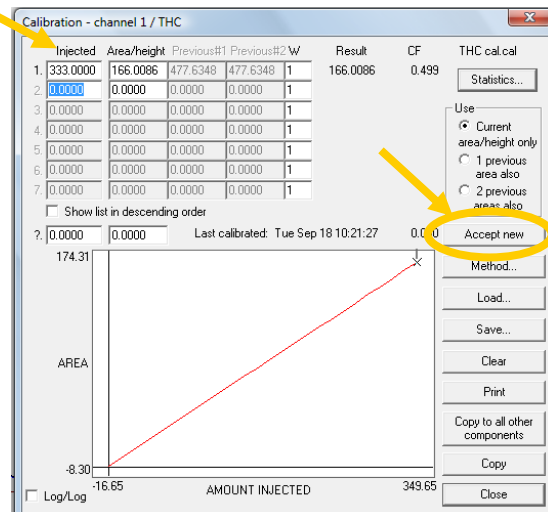 Calibration - channel 1 / THC
Injected Area/height Previous#1 Previous#2 W Result CF THC cal.cal
1. 333.0000 166.0086 477.6348 477.6348 1 166.0086 0.499
Statistics...
2. 0.0000 0.0000 0.0000 0.0000 1
3. 0.0000 0.0000 0.0000 0.0000 1
4. 0.0000 0.0000 0.0000 0.0000 1
5. 0.0000 0.0000 0.0000 0.0000 1
6. 0.0000 0.0000 0.0000 0.0000 1
7. 0.0000 0.0000 0.0000 0.0000 1
Use
Current
area/height only
1 previous
area also
2 previous
areas also
Show list in descending order
?. 0.0000 0.0000 Last calibrated: Tue Sep 18 10:21:27
Accept new
Method...
Load...
Save...
Clear
Print
Copy to all other
components
Copy
Close
174.31
AREA
-8.30
-16.65 AMOUNT INJECTED 349.65
Log/Log